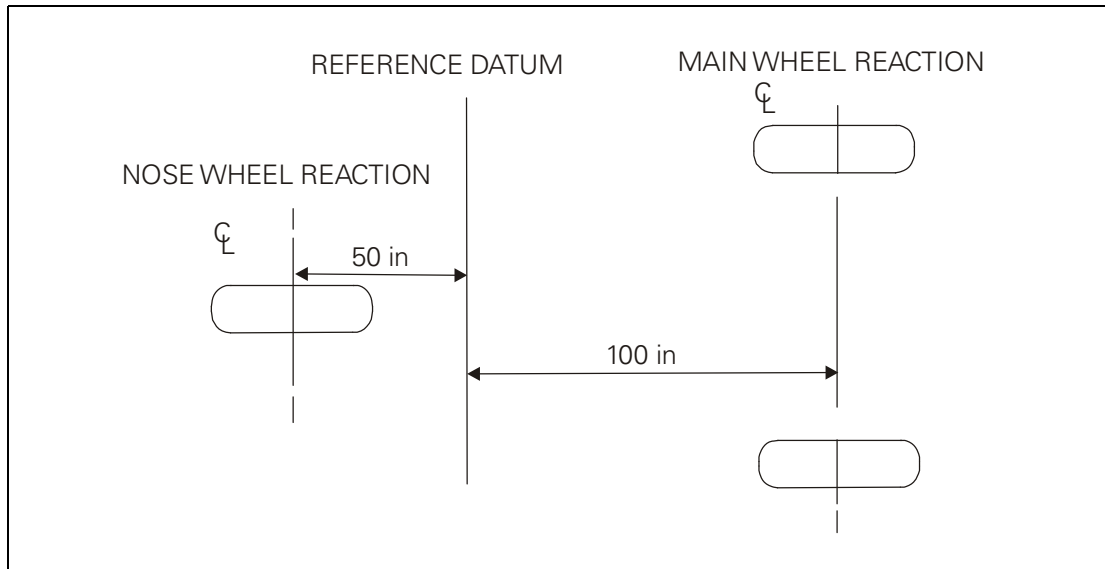 REFERENCE DATUM
MAIN WHEEL REACTION
℄
NOSE WHEEL REACTION
℄
50 in
100 in